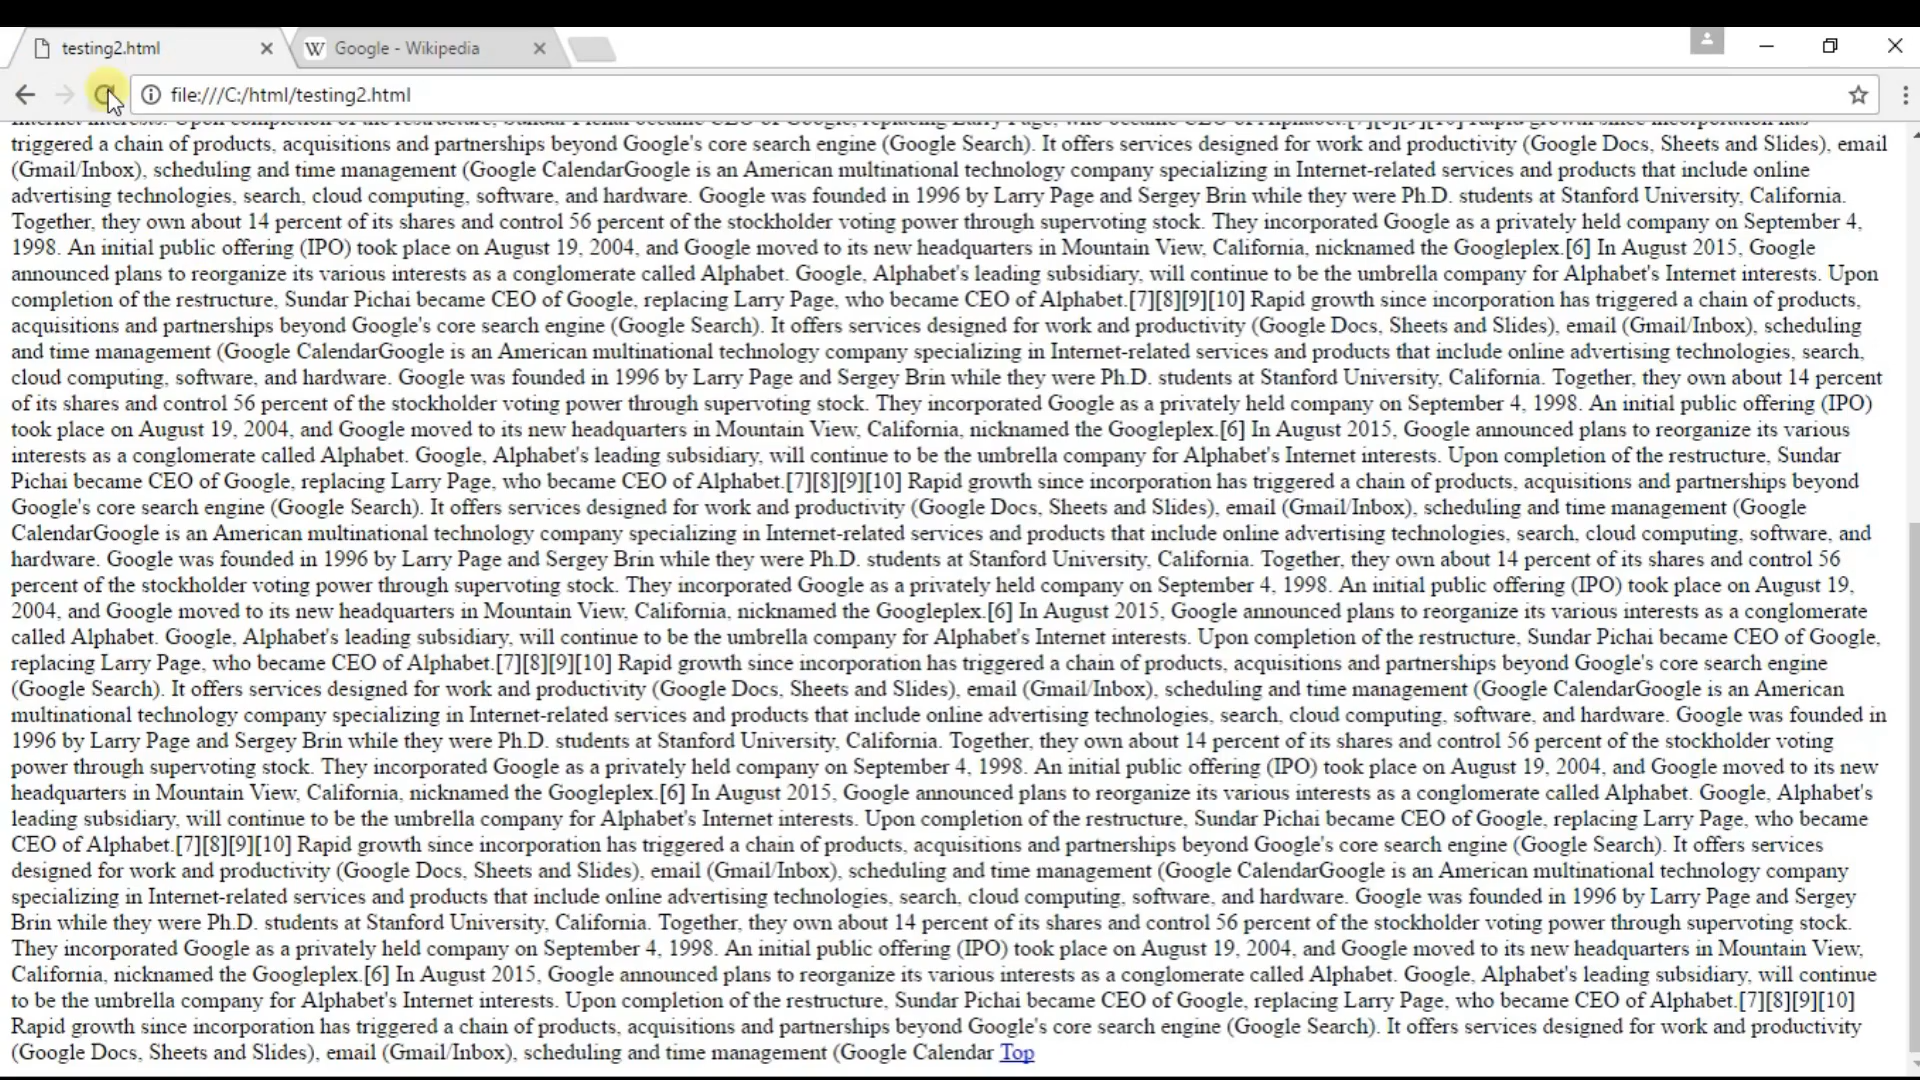 testing2.html
Google - Wikipedia
file:///C:/html/testing2.html
Internet interests. Upon completion of the restructure, Sundar Pichai became CEO of Google, replacing Larry Page, who became CEO of Alphabet.[7][8][9][10] Rapid growth since incorporation has
triggered a chain of products, acquisitions and partnerships beyond Google's core search engine (Google Search). It offers services designed for work and productivity (Google Docs, Sheets and Slides), email
(Gmail/Inbox), scheduling and time management (Google CalendarGoogle is an American multinational technology company specializing in Internet-related services and products that include online
advertising technologies, search, cloud computing, software, and hardware. Google was founded in 1996 by Larry Page and Sergey Brin while they were Ph.D. students at Stanford University, California.
Together, they own about 14 percent of its shares and control 56 percent of the stockholder voting power through supervoting stock. They incorporated Google as a privately held company on September 4,
1998. An initial public offering (IPO) took place on August 19, 2004, and Google moved to its new headquarters in Mountain View, California, nicknamed the Googleplex.[6] In August 2015, Google
announced plans to reorganize its various interests as a conglomerate called Alphabet. Google, Alphabet's leading subsidiary, will continue to be the umbrella company for Alphabet's Internet interests. Upon
completion of the restructure, Sundar Pichai became CEO of Google, replacing Larry Page, who became CEO of Alphabet.[7][8][9][10] Rapid growth since incorporation has triggered a chain of products,
acquisitions and partnerships beyond Google's core search engine (Google Search). It offers services designed for work and productivity (Google Docs, Sheets and Slides), email (Gmail/Inbox), scheduling
and time management (Google CalendarGoogle is an American multinational technology company specializing in Internet-related services and products that include online advertising technologies, search,
cloud computing, software, and hardware. Google was founded in 1996 by Larry Page and Sergey Brin while they were Ph.D. students at Stanford University, California. Together, they own about 14 percent
of its shares and control 56 percent of the stockholder voting power through supervoting stock. They incorporated Google as a privately held company on September 4, 1998. An initial public offering (IPO)
took place on August 19, 2004, and Google moved to its new headquarters in Mountain View, California, nicknamed the Googleplex.[6] In August 2015, Google announced plans to reorganize its various
interests as a conglomerate called Alphabet. Google, Alphabet's leading subsidiary, will continue to be the umbrella company for Alphabet's Internet interests. Upon completion of the restructure, Sundar
Pichai became CEO of Google, replacing Larry Page, who became CEO of Alphabet.[7][8][9][10] Rapid growth since incorporation has triggered a chain of products, acquisitions and partnerships beyond
Google's core search engine (Google Search). It offers services designed for work and productivity (Google Docs, Sheets and Slides), email (Gmail/Inbox), scheduling and time management (Google
CalendarGoogle is an American multinational technology company specializing in Internet-related services and products that include online advertising technologies, search, cloud computing, software, and
hardware. Google was founded in 1996 by Larry Page and Sergey Brin while they were Ph.D. students at Stanford University, California. Together, they own about 14 percent of its shares and control 56
percent of the stockholder voting power through supervoting stock. They incorporated Google as a privately held company on September 4, 1998. An initial public offering (IPO) took place on August 19,
2004, and Google moved to its new headquarters in Mountain View, California, nicknamed the Googleplex.[6] In August 2015, Google announced plans to reorganize its various interests as a conglomerate
called Alphabet. Google, Alphabet's leading subsidiary, will continue to be the umbrella company for Alphabet's Internet interests. Upon completion of the restructure, Sundar Pichai became CEO of Google,
replacing Larry Page, who became CEO of Alphabet.[7][8][9][10] Rapid growth since incorporation has triggered a chain of products, acquisitions and partnerships beyond Google's core search engine
(Google Search). It offers services designed for work and productivity (Google Docs, Sheets and Slides), email (Gmail/Inbox), scheduling and time management (Google CalendarGoogle is an American
multinational technology company specializing in Internet-related services and products that include online advertising technologies, search, cloud computing, software, and hardware. Google was founded in
1996 by Larry Page and Sergey Brin while they were Ph.D. students at Stanford University, California. Together, they own about 14 percent of its shares and control 56 percent of the stockholder voting
power through supervoting stock. They incorporated Google as a privately held company on September 4, 1998. An initial public offering (IPO) took place on August 19, 2004, and Google moved to its new
headquarters in Mountain View, California, nicknamed the Googleplex.[6] In August 2015, Google announced plans to reorganize its various interests as a conglomerate called Alphabet. Google, Alphabet's
leading subsidiary, will continue to be the umbrella company for Alphabet's Internet interests. Upon completion of the restructure, Sundar Pichai became CEO of Google, replacing Larry Page, who became
CEO of Alphabet.[7][8][9][10] Rapid growth since incorporation has triggered a chain of products, acquisitions and partnerships beyond Google's core search engine (Google Search). It offers services
designed for work and productivity (Google Docs, Sheets and Slides), email (Gmail/Inbox), scheduling and time management (Google CalendarGoogle is an American multinational technology company
specializing in Internet-related services and products that include online advertising technologies, search, cloud computing, software, and hardware. Google was founded in 1996 by Larry Page and Sergey
Brin while they were Ph.D. students at Stanford University, California. Together, they own about 14 percent of its shares and control 56 percent of the stockholder voting power through supervoting stock.
They incorporated Google as a privately held company on September 4, 1998. An initial public offering (IPO) took place on August 19, 2004, and Google moved to its new headquarters in Mountain View,
California, nicknamed the Googleplex.[6] In August 2015, Google announced plans to reorganize its various interests as a conglomerate called Alphabet. Google, Alphabet's leading subsidiary, will continue
to be the umbrella company for Alphabet's Internet interests. Upon completion of the restructure, Sundar Pichai became CEO of Google, replacing Larry Page, who became CEO of Alphabet.[7][8][9][10]
Rapid growth since incorporation has triggered a chain of products, acquisitions and partnerships beyond Google's core search engine (Google Search). It offers services designed for work and productivity
(Google Docs, Sheets and Slides), email (Gmail/Inbox), scheduling and time management (Google Calendar Top